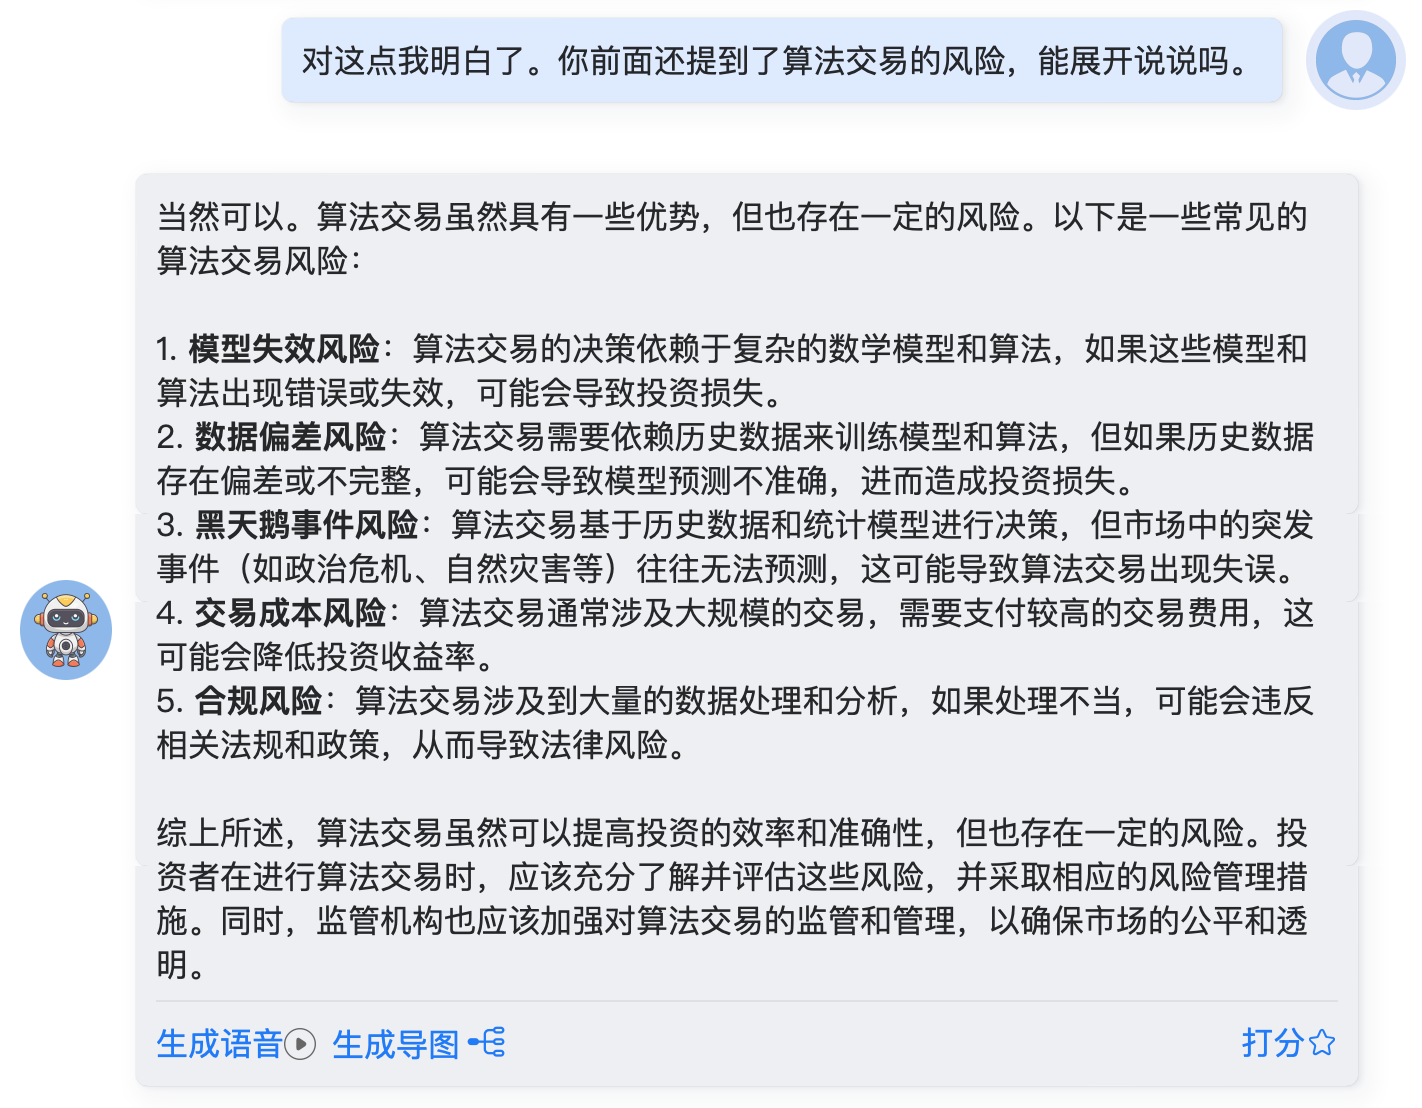 对这点我明白了。你前面还提到了算法交易的风险，能展开说说吗。
当然可以。算法交易虽然具有一些优势，但也存在一定的风险。以下是一些常见的
算法交易风险：
1. 模型失效风险：算法交易的决策依赖于复杂的数学模型和算法，如果这些模型和
算法出现错误或失效，可能会导致投资损失。
2. 数据偏差风险：算法交易需要依赖历史数据来训练模型和算法，但如果历史数据
存在偏差或不完整，可能会导致模型预测不准确，进而造成投资损失。
3. 黑天鹅事件风险：算法交易基于历史数据和统计模型进行决策，但市场中的突发
事件（如政治危机、自然灾害等）往往无法预测，这可能导致算法交易出现失误。
4. 交易成本风险：算法交易通常涉及大规模的交易，需要支付较高的交易费用，这
可能会降低投资收益率。
5. 合规风险：算法交易涉及到大量的数据处理和分析，如果处理不当，可能会违反
相关法规和政策，从而导致法律风险。
综上所述，算法交易虽然可以提高投资的效率和准确性，但也存在一定的风险。投
资者在进行算法交易时，应该充分了解并评估这些风险，并采取相应的风险管理措
施。同时，监管机构也应该加强对算法交易的监管和管理，以确保市场的公平和透
明。
生成语音 生成导图 打分